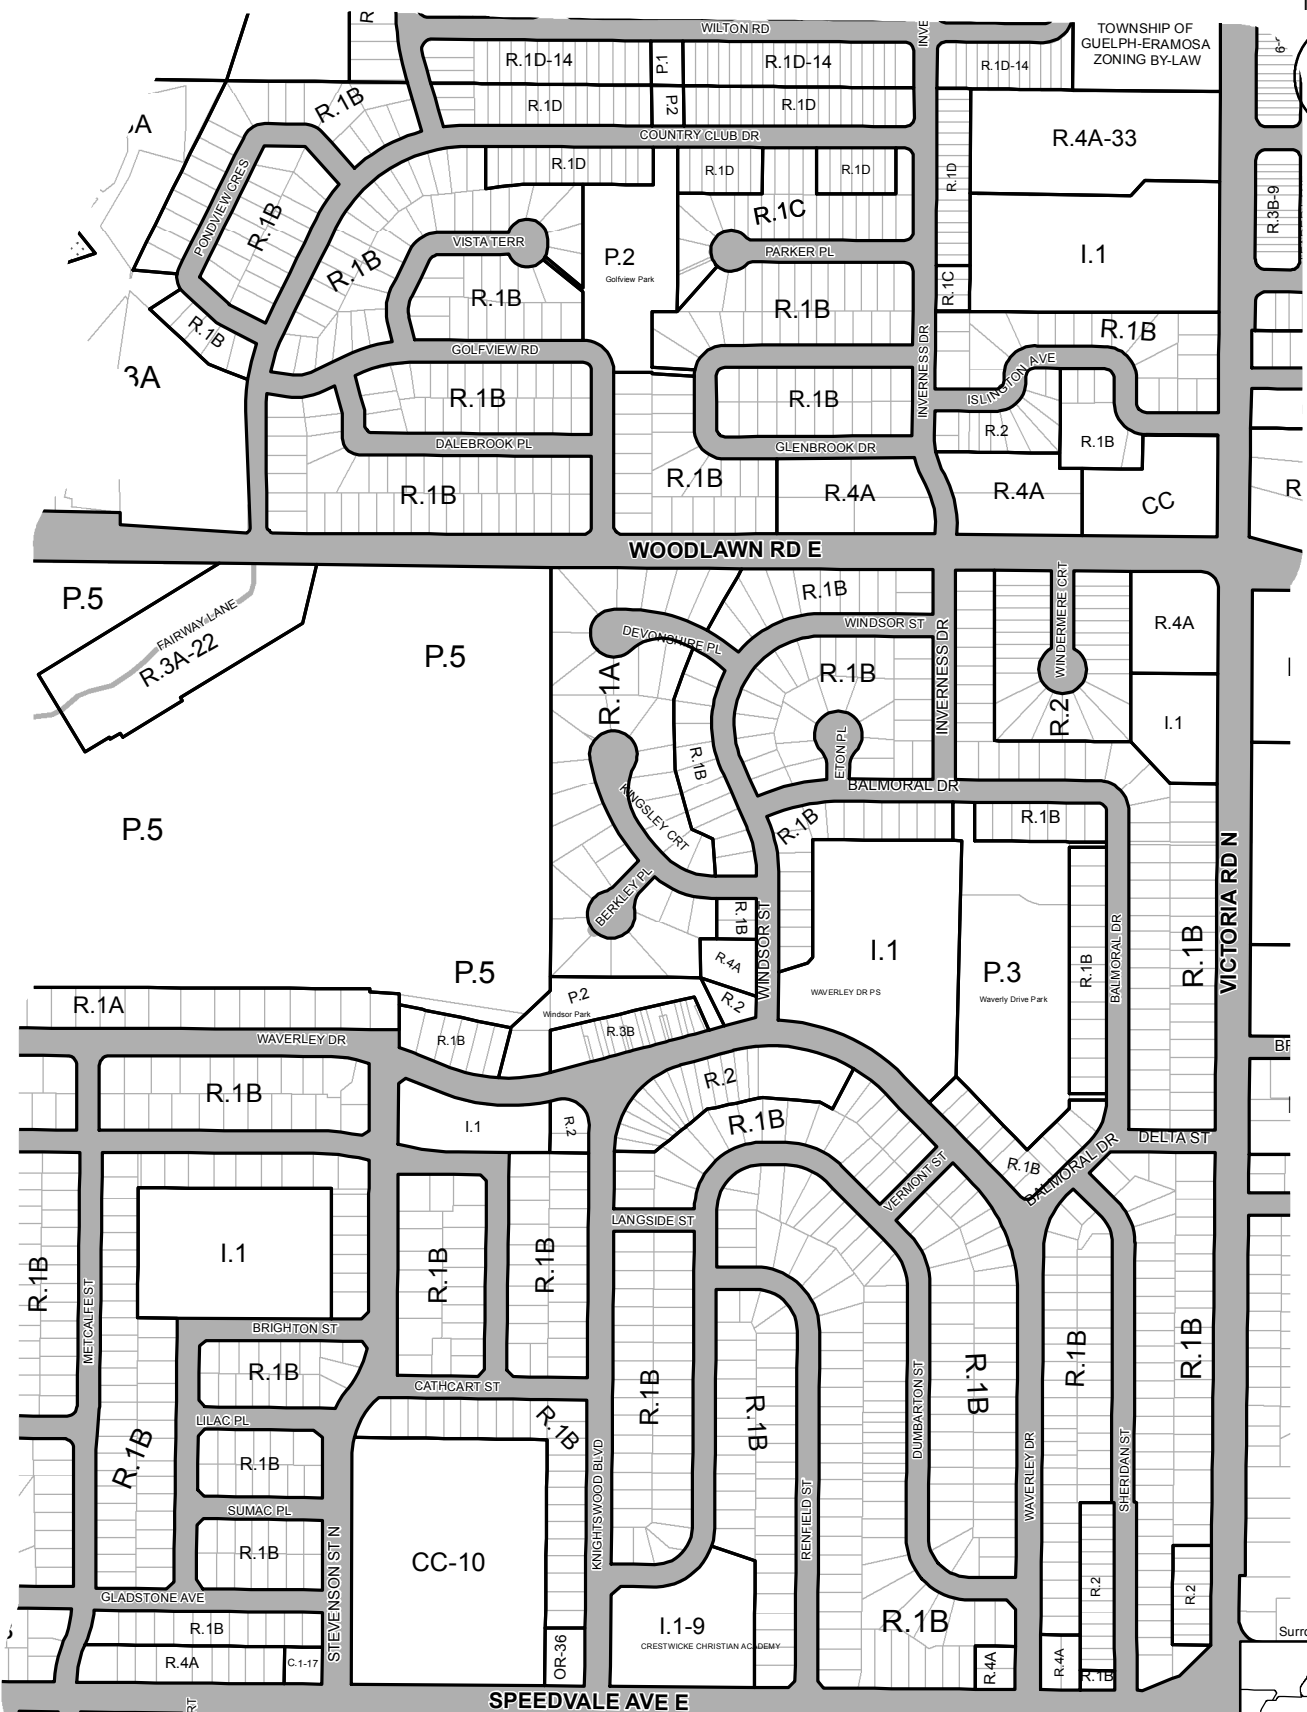 R
WILTON RD
INVE
TOWNSHIP OF
GUELPH-ERAMOSA
ZONING BY-LAW
R.1D-14
P.1
R.1D-14
R.1D-14
R.1B
R.1D
P.2
R.1D
COUNTRY CLUB DR
R.4A-33
R.1D
R.1D
R.1D
R.1D
PONDVIEW CRES
R.1B
R.1C
R.3B-9
VISTA TERR
PARKER PL
P.2
Golfview Park
I.1
R.1B
R.1B
R.1C
R.1B
R.1B
R.1B
GOLFVIEW RD
INVERNESS DR
ISLINGTON AVE
3A
R.1B
R.1B
R.2
R.1B
DALEBROOK PL
GLENBROOK DR
R.1B
R.1B
R.4A
R.4A
CC
R
WOODLAWN RD E
P.5
FAIRWAY LANE
R.3A-22
P.5
R.1B
WINDSOR ST
DEVONSHIRE PL
WINDERMERE CRT
R.4A
R.1B
INVERNESS DR
R.1A
R.2
I.1
R.1B
ETON PL
BALMORAL DR
KINGSLEY CRT
P.5
R.1B
R.1B
VICTORIA RD N
BERKLEY PL
R.1B
WINDSOR ST
I.1
WAVERLEY DR PS
P.3
Waverly Drive Park
R.1B
BALMORAL DR
R.1B
P.5
R.4A
R.2
P.2
Windsor Park
R.1A
R.3B
WAVERLEY DR
R.1B
R.1B
R.2
I.1
R.2
R.1B
DELTA ST
R.1B
BALMORAL DR
VERMONT ST
LANGSIDE ST
R.1B
METCALFE ST
I.1
R.1B
R.1B
BRIGHTON ST
R.1B
R.1B
R.1B
DUMBARTON ST
R.1B
R.1B
R.1B
CATHCART ST
LILAC PL
R.1B
R.1B
R.1B
WAVERLEY DR
SHERIDAN ST
SUMAC PL
R.1B
STEVENSON ST N
CC-10
KNIGHTSWOOD BLVD
RENFIELD ST
GLADSTONE AVE
R.1B
R.2
R.2
R.4A
C.1-17
OR-36
I.1-9
CRESTWICKE CHRISTIAN ACADEMY
R.1B
R.4A
R.4A
R.1B
SPEEDVALE AVE E